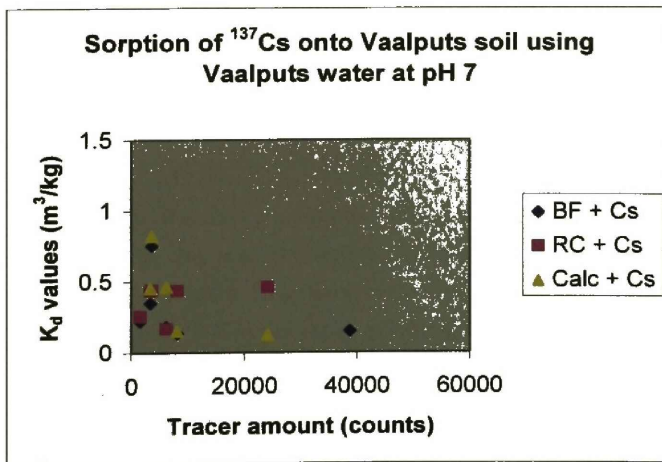 Sorption of ¹³⁷Cs onto Vaalputs soil using
Vaalputs water at pH 7
K_d values (m³/kg)
1.5
1
0.5
0
0
20000
40000
60000
Tracer amount (counts)
BF + Cs
RC + Cs
Calc + Cs